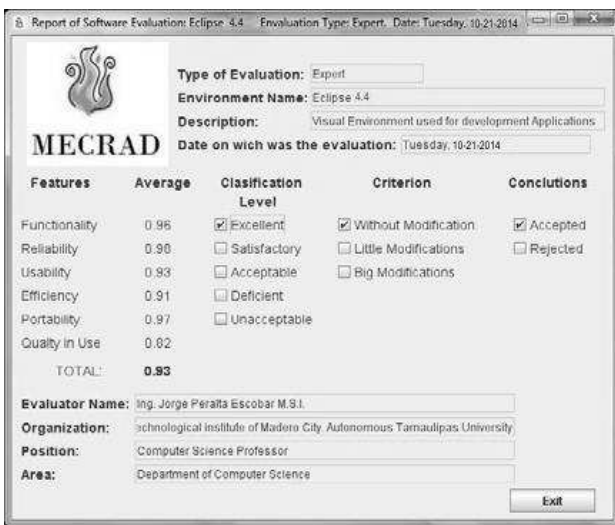 Report of Software Evaluation: Eclipse 4.4 Envaluation Type: Expert. Date: Tuesday, 10-21-2014
MECRAD
Type of Evaluation: Expert
Environment Name: Eclipse 4.4
Description: Visual Environment used for development Applications
Date on wich was the evaluation: Tuesday, 10-21-2014
Features Average Clasification Level Criterion Conclutions
Functionality 0.96 Excellent Without Modification Accepted
Reliability 0.98 Satisfactory Little Modifications Rejected
Usability 0.93 Acceptable Big Modifications
Efficiency 0.91 Deficient
Portability 0.97 Unacceptable
Qualty in Use 0.82
TOTAL: 0.93
Evaluator Name: Ing. Jorge Peralta Escobar M.S.I.
Organization: echnological institute of Madero City. Autonomous Tamaulipas University
Position: Computer Science Professor
Area: Department of Computer Science
Exit